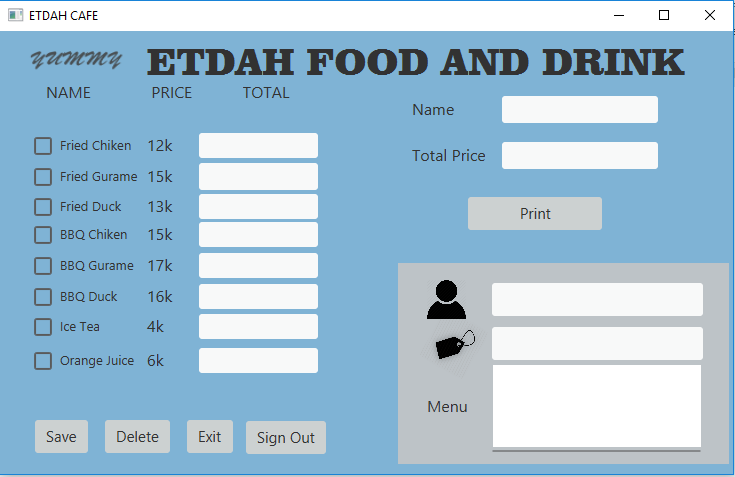 ETDAH CAFE
YUMMY ETDAH FOOD AND DRINK
NAME PRICE TOTAL
Name
Total Price
Fried Chiken 12k
Fried Gurame 15k
Fried Duck 13k
BBQ Chiken 15k
BBQ Gurame 17k
BBQ Duck 16k
Ice Tea 4k
Orange Juice 6k
Print
Menu
Save Delete Exit Sign Out